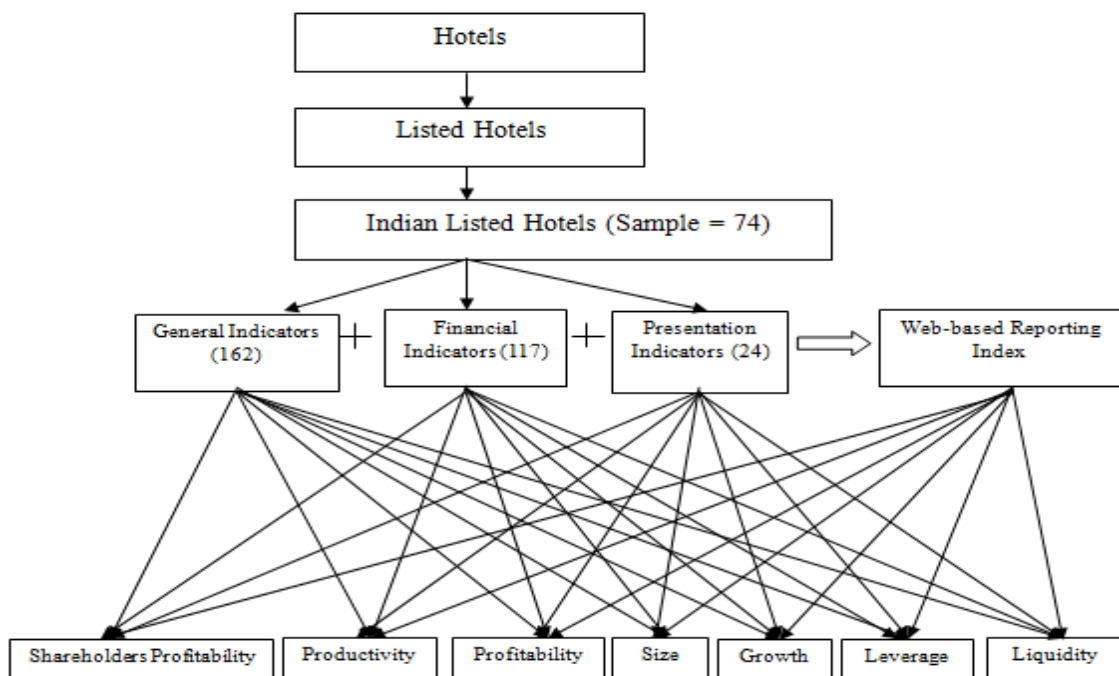 Hotels
Listed Hotels
Indian Listed Hotels (Sample = 74)
General Indicators
(162)
Financial
Indicators (117)
Presentation
Indicators (24)
Web-based Reporting
Index
Shareholders Profitability
Productivity
Profitability
Size
Growth
Leverage
Liquidity